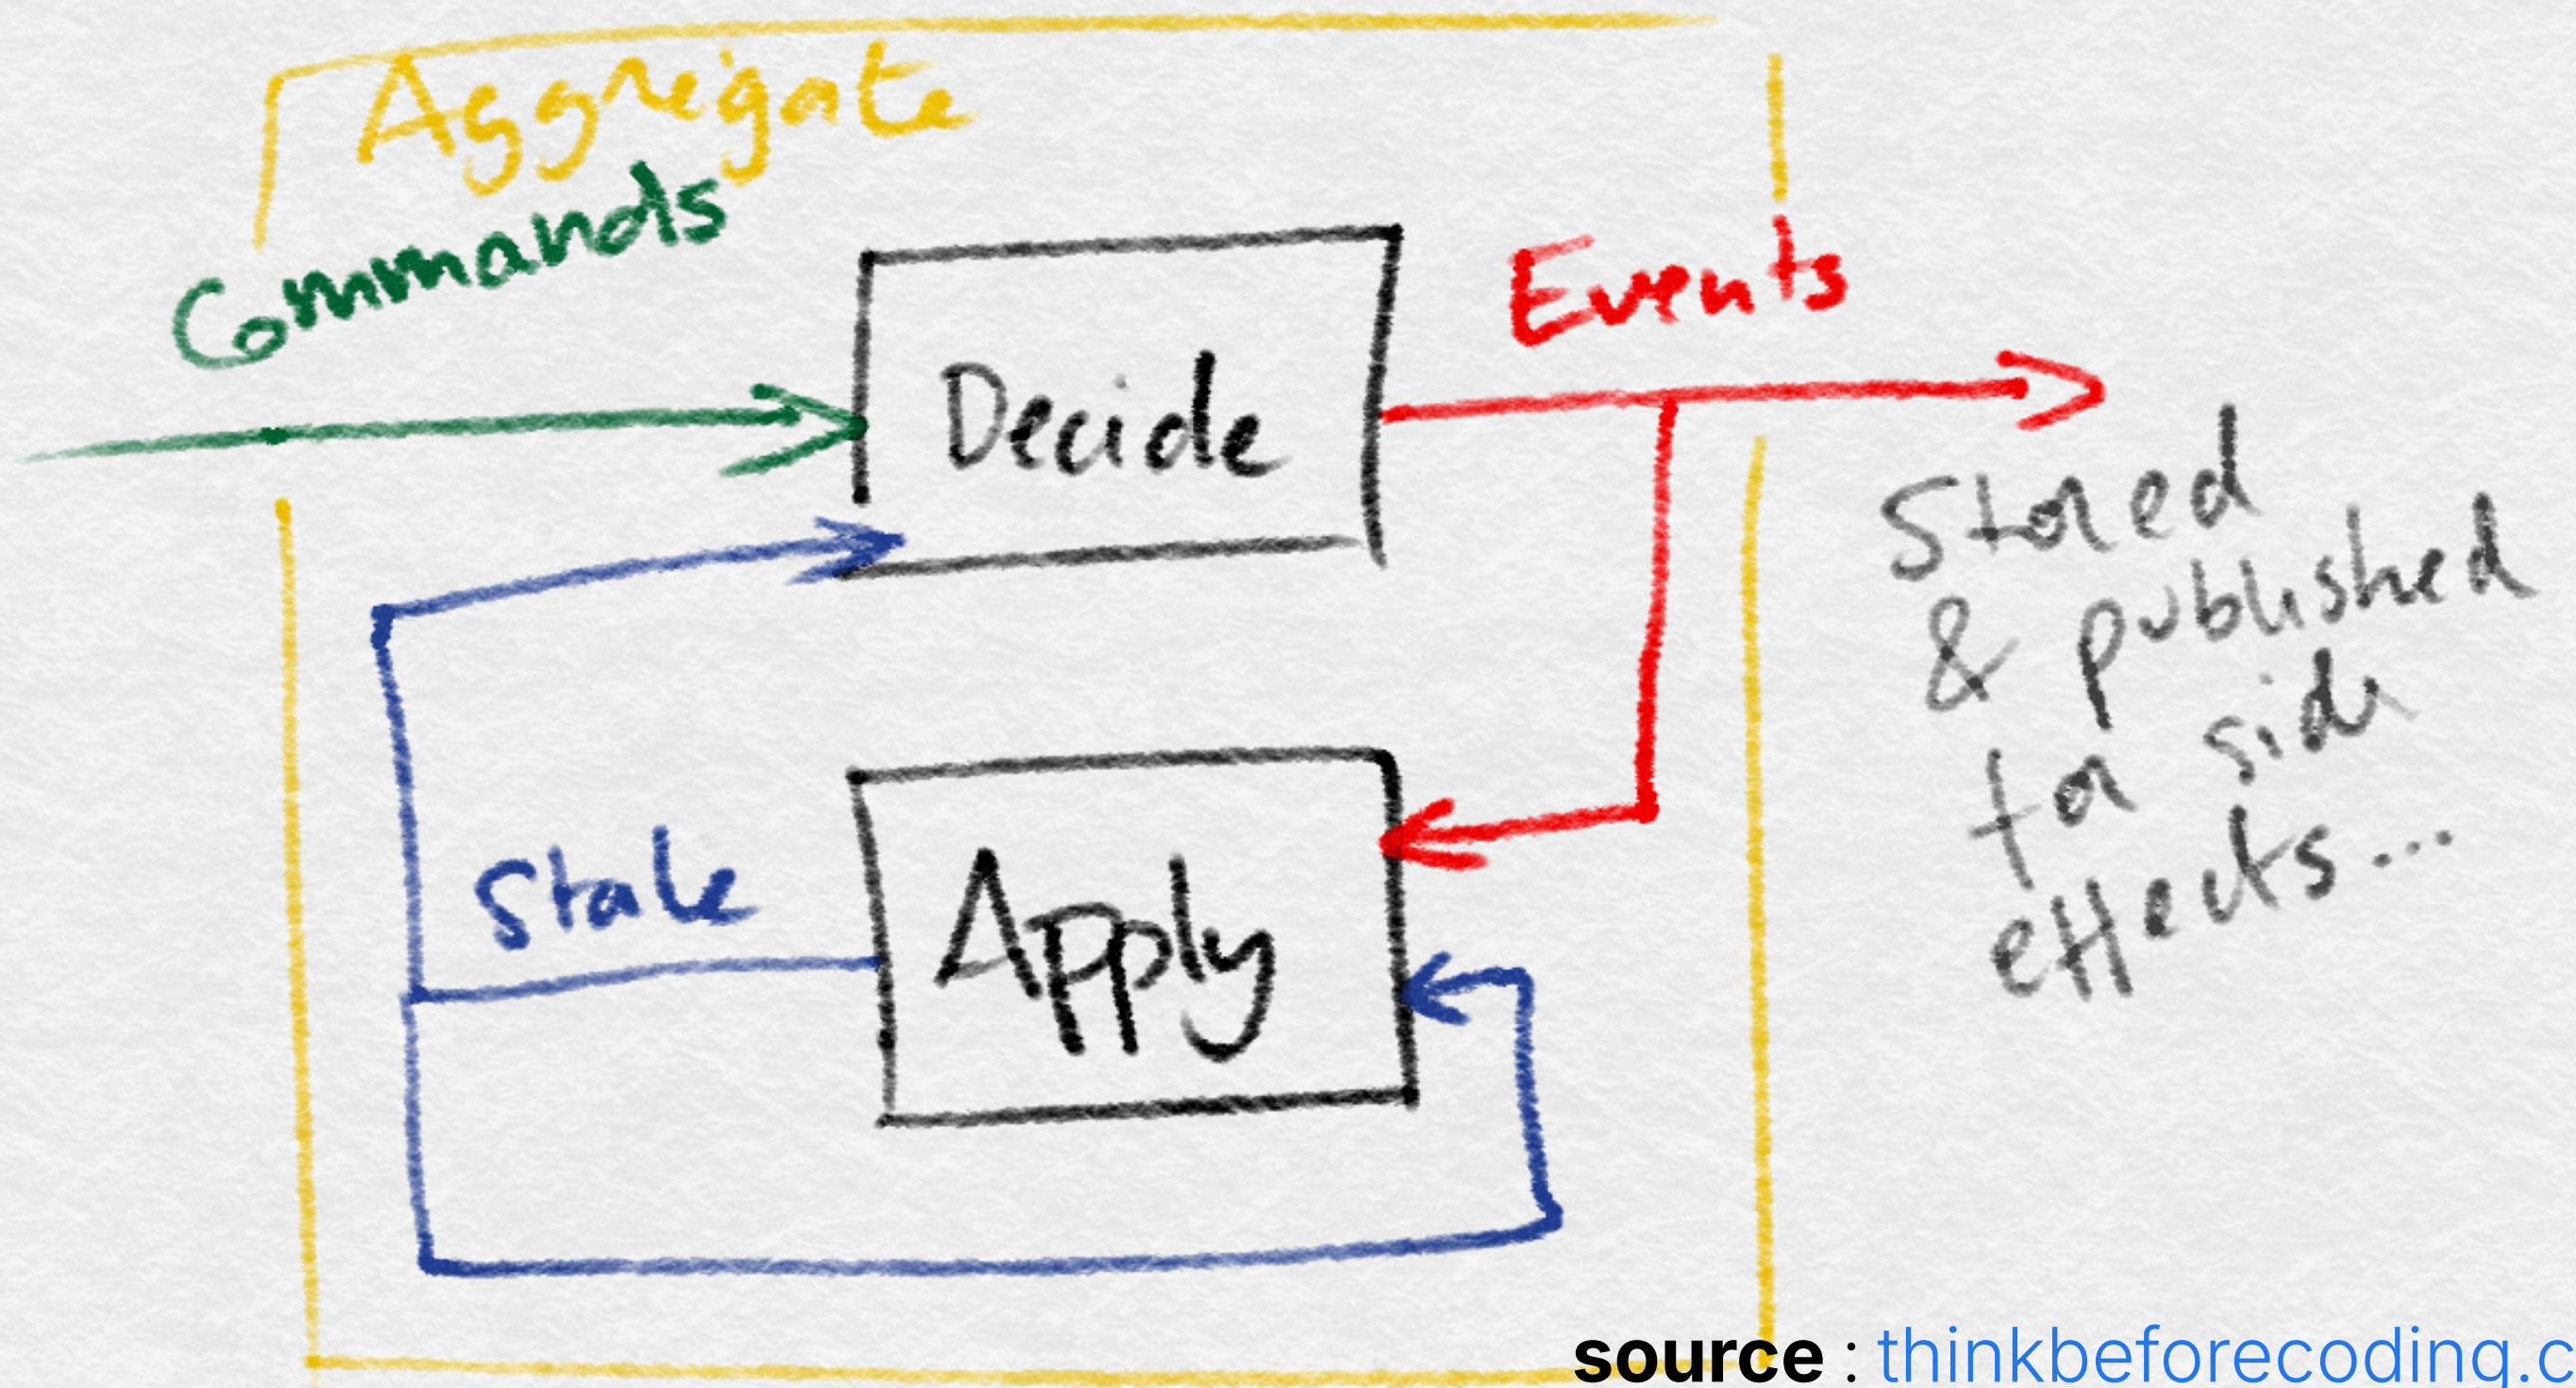 Aggregate
Commands
Events
Decide
Stored
& published
for side
effects...
State
Apply
source : thinkbeforecoding.c